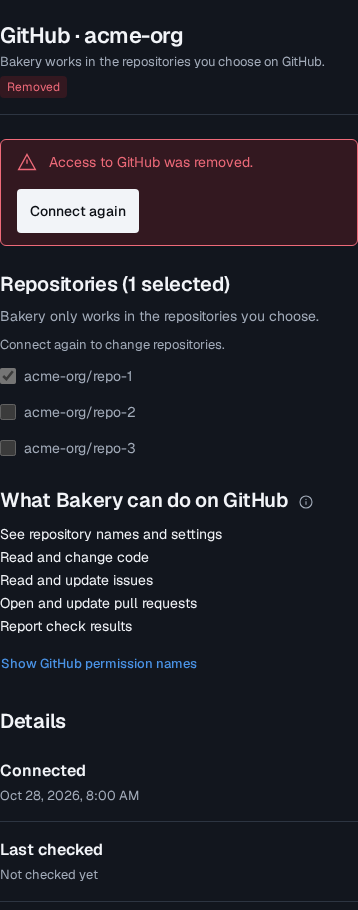 GitHub · acme-org
Bakery works in the repositories you choose on GitHub.
Removed
Access to GitHub was removed.
Connect again
Repositories (1 selected)
Bakery only works in the repositories you choose.
Connect again to change repositories.
acme-org/repo-1
acme-org/repo-2
acme-org/repo-3
What Bakery can do on GitHub
See repository names and settings
Read and change code
Read and update issues
Open and update pull requests
Report check results
Show GitHub permission names
Details
Connected
Oct 28, 2026, 8:00 AM
Last checked
Not checked yet